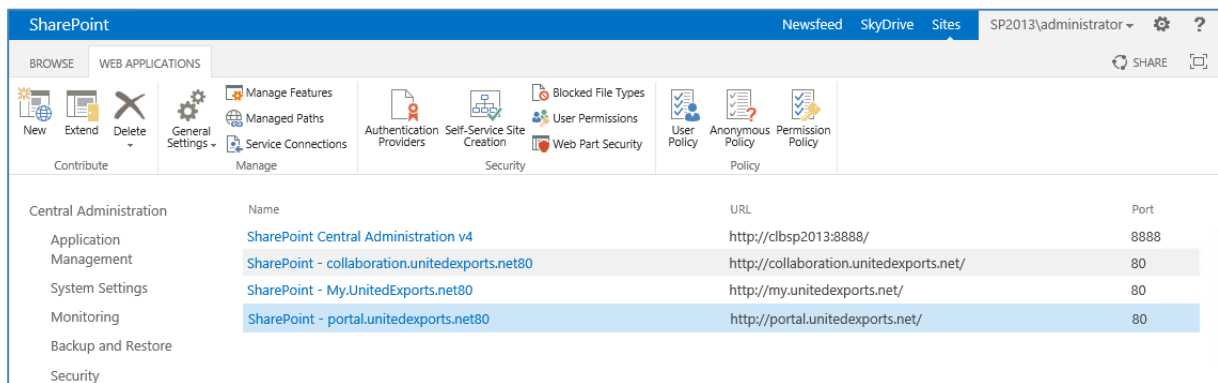 SharePoint Newsfeed SkyDrive Sites SP2013\administrator ?
BROWSE WEB APPLICATIONS SHARE
New Extend Delete General Settings Manage Features Authentication Providers Self-Service Site Creation Blocked File Types User Policy Anonymous Policy Permission Policy
Managed Paths User Permissions
Service Connections Web Part Security
Contribute Manage Security Policy
Central Administration Name URL Port
Application Management SharePoint Central Administration v4 http://clbsp2013:8888/ 8888
SharePoint - collaboration.unitedexports.net80 http://collaboration.unitedexports.net/ 80
System Settings SharePoint - My.UnitedExports.net80 http://my.unitedexports.net/ 80
Monitoring SharePoint - portal.unitedexports.net80 http://portal.unitedexports.net/ 80
Backup and Restore
Security